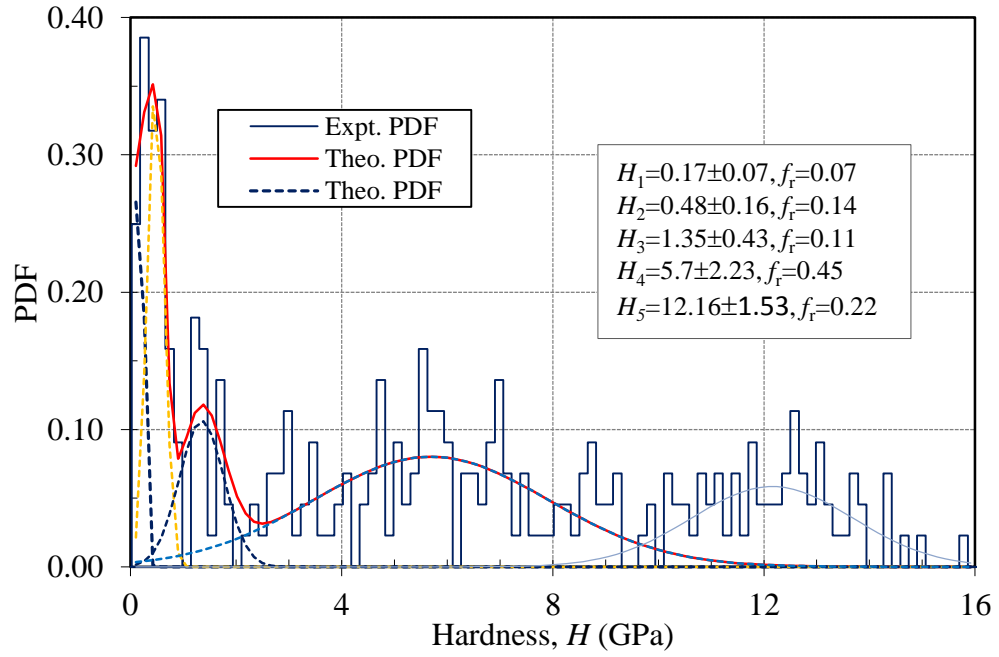 0.40
0.30
0.20
0.10
0.00
PDF
Expt. PDF
Theo. PDF
Theo. PDF
H1=0.17±0.07, fr=0.07
H2=0.48±0.16, fr=0.14
H3=1.35±0.43, fr=0.11
H4=5.7±2.23, fr=0.45
H5=12.16±1.53, fr=0.22
0 4 8 12 16
Hardness, H (GPa)